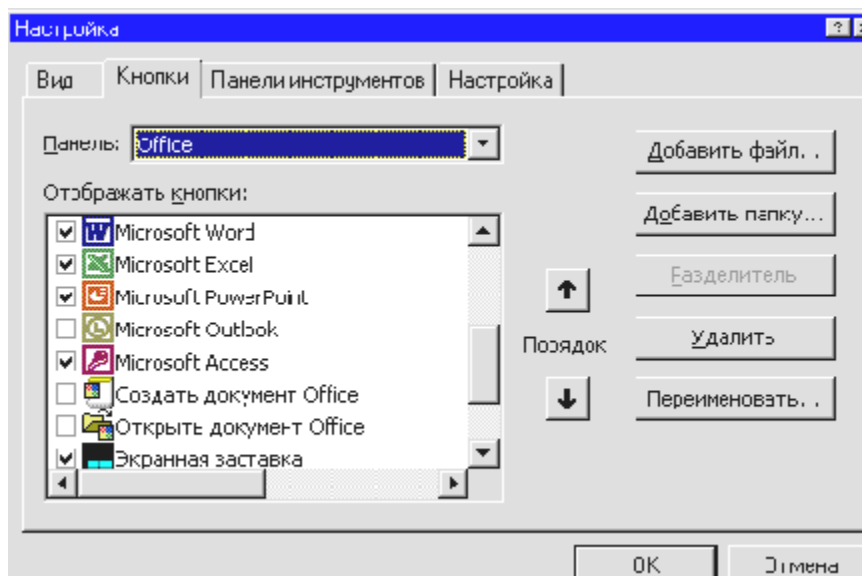 Настройка
Вид
Кнопки
Панели инструментов
Настройка
Панель:
Office
Добавить файл...
Отображать кнопки:
Microsoft Word
Добавить папку...
Microsoft Excel
Разделитель
Microsoft PowerPoint
Microsoft Outlook
Порядок
Удалить
Microsoft Access
Создать документ Office
Переименовать...
Открыть документ Office
Экранная заставка
OK
Отмена